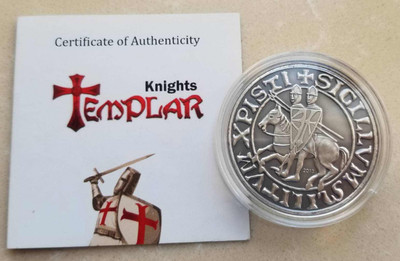 Certificate of Authenticity
Knights
TEMPLAR
✠SIGILLVM MILITVM XPISTI